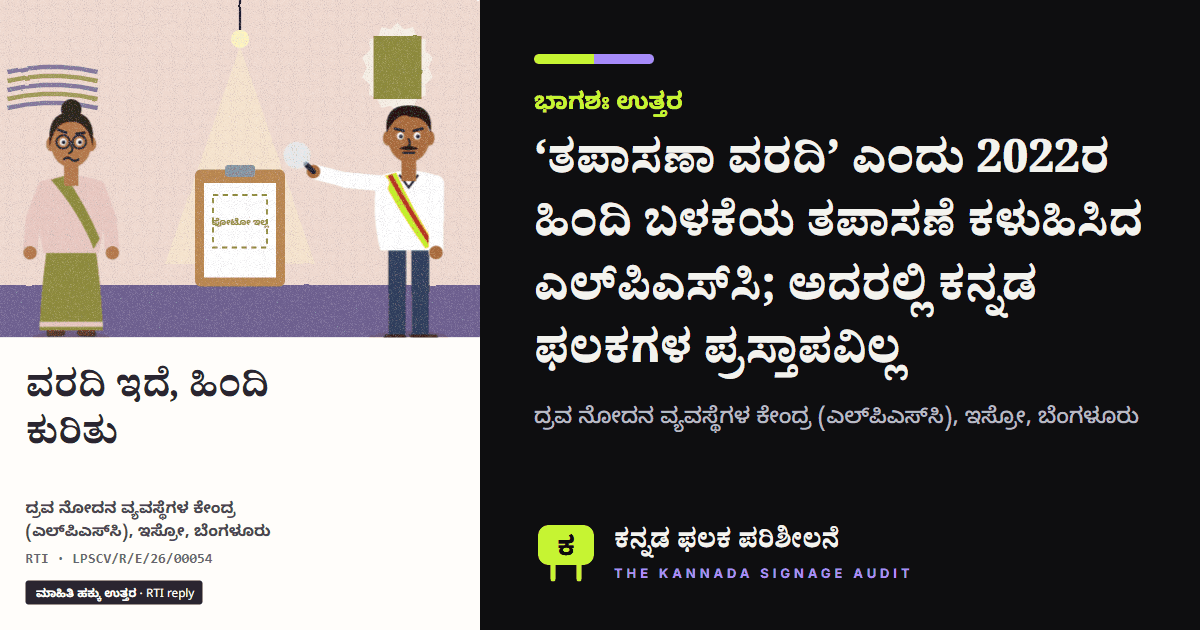 ಫೋಟೋ ಇಲ್ಲ
ವರದಿ ಇದೆ, ಹಿಂದಿ
ಕುರಿತು
ದ್ರವ ನೋದನ ವ್ಯವಸ್ಥೆಗಳ ಕೇಂದ್ರ
(ಎಲ್‌ಪಿಎಸ್‌ಸಿ), ಇಸ್ರೋ, ಬೆಂಗಳೂರು
RTI · LPSCV/R/E/26/00054
ಮಾಹಿತಿ ಹಕ್ಕು ಉತ್ತರ · RTI reply
ಭಾಗಶಃ ಉತ್ತರ
‘ತಪಾಸಣಾ ವರದಿ’ ಎಂದು 2022ರ
ಹಿಂದಿ ಬಳಕೆಯ ತಪಾಸಣೆ ಕಳುಹಿಸಿದ
ಎಲ್‌ಪಿಎಸ್‌ಸಿ; ಅದರಲ್ಲಿ ಕನ್ನಡ
ಫಲಕಗಳ ಪ್ರಸ್ತಾಪವಿಲ್ಲ
ದ್ರವ ನೋದನ ವ್ಯವಸ್ಥೆಗಳ ಕೇಂದ್ರ (ಎಲ್‌ಪಿಎಸ್‌ಸಿ), ಇಸ್ರೋ, ಬೆಂಗಳೂರು
ಕ
ಕನ್ನಡ ಫಲಕ ಪರಿಶೀಲನೆ
THE KANNADA SIGNAGE AUDIT